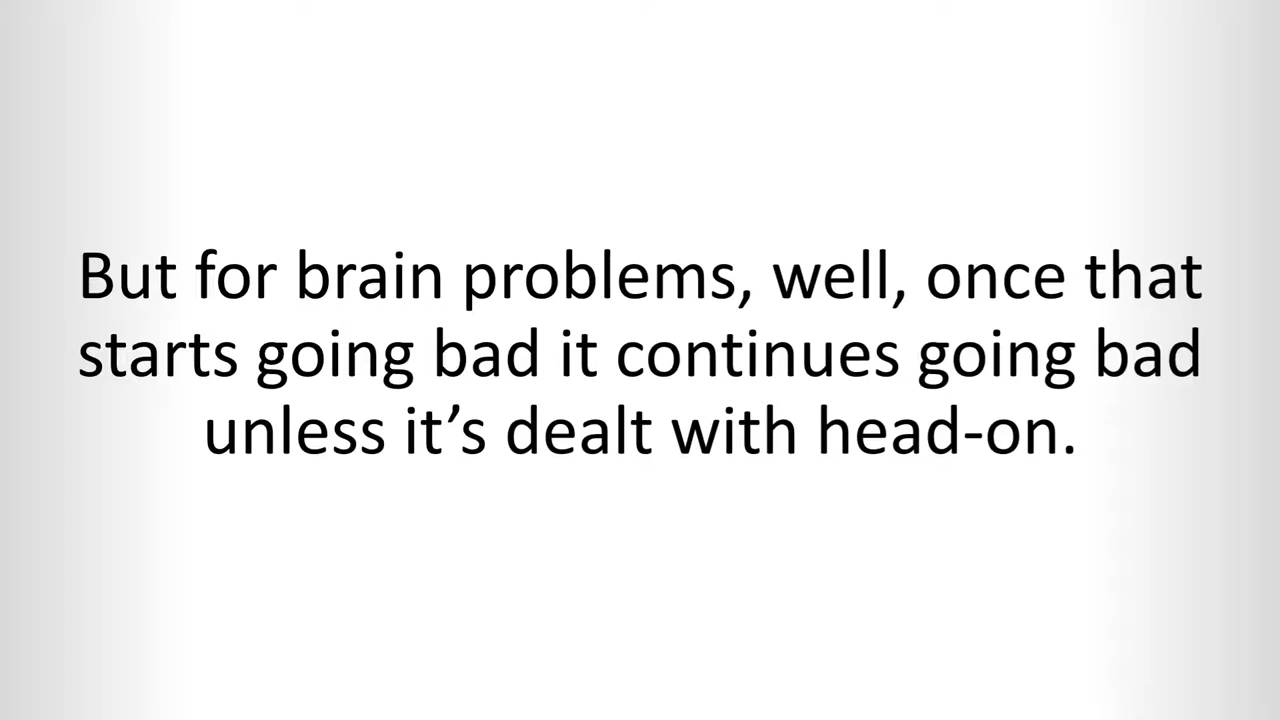 But for brain problems, well, once that
starts going bad it continues going bad
unless it’s dealt with head-on.